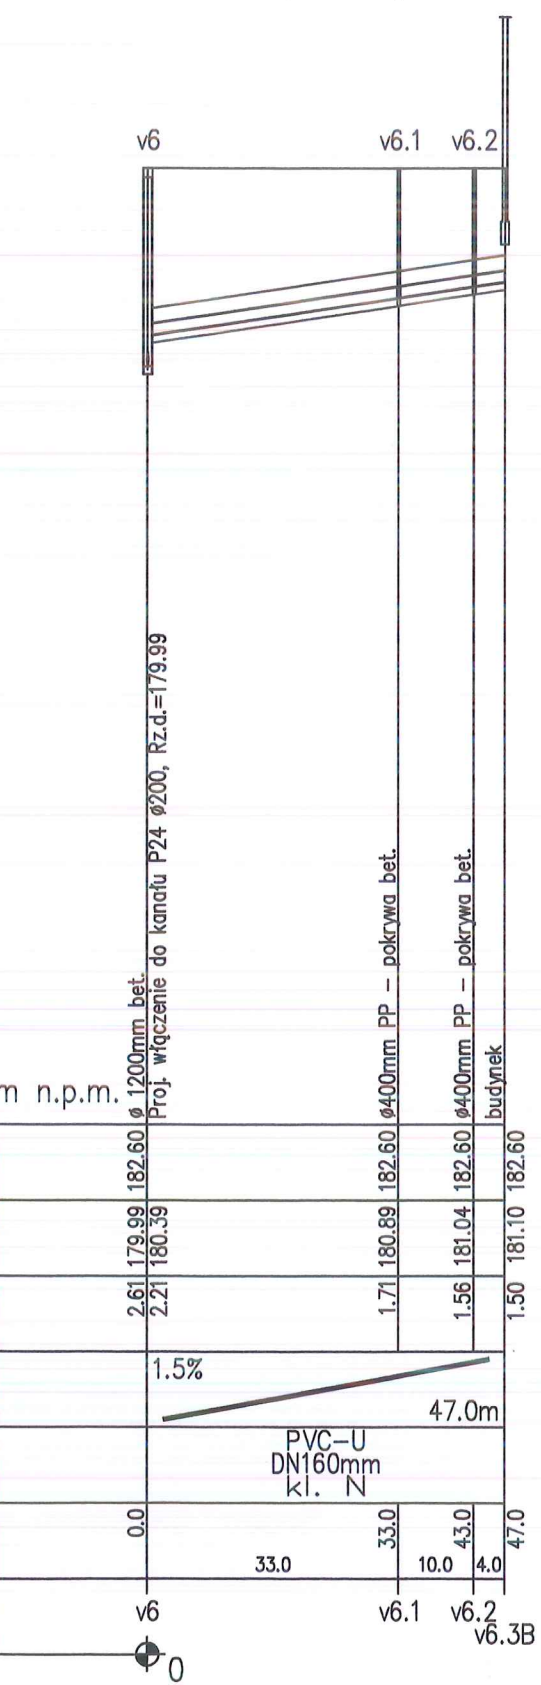 v6 v6.1 v6.2
ø 1200mm bet.
Proj. włączenie do kanału P24 ø200, Rz.d.=179.99
ø400mm PP – pokrywa bet.
ø400mm PP – pokrywa bet.
budynek
m n.p.m.
182.60 182.60 182.60 182.60
179.99 180.39 180.89 181.04 181.10
2.61 2.21 1.71 1.56 1.50
1.5%
47.0m
PVC–U
DN160mm
kl. N
0.0 33.0 43.0 47.0
33.0 10.0 4.0
v6 v6.1 v6.2
v6.3B
0